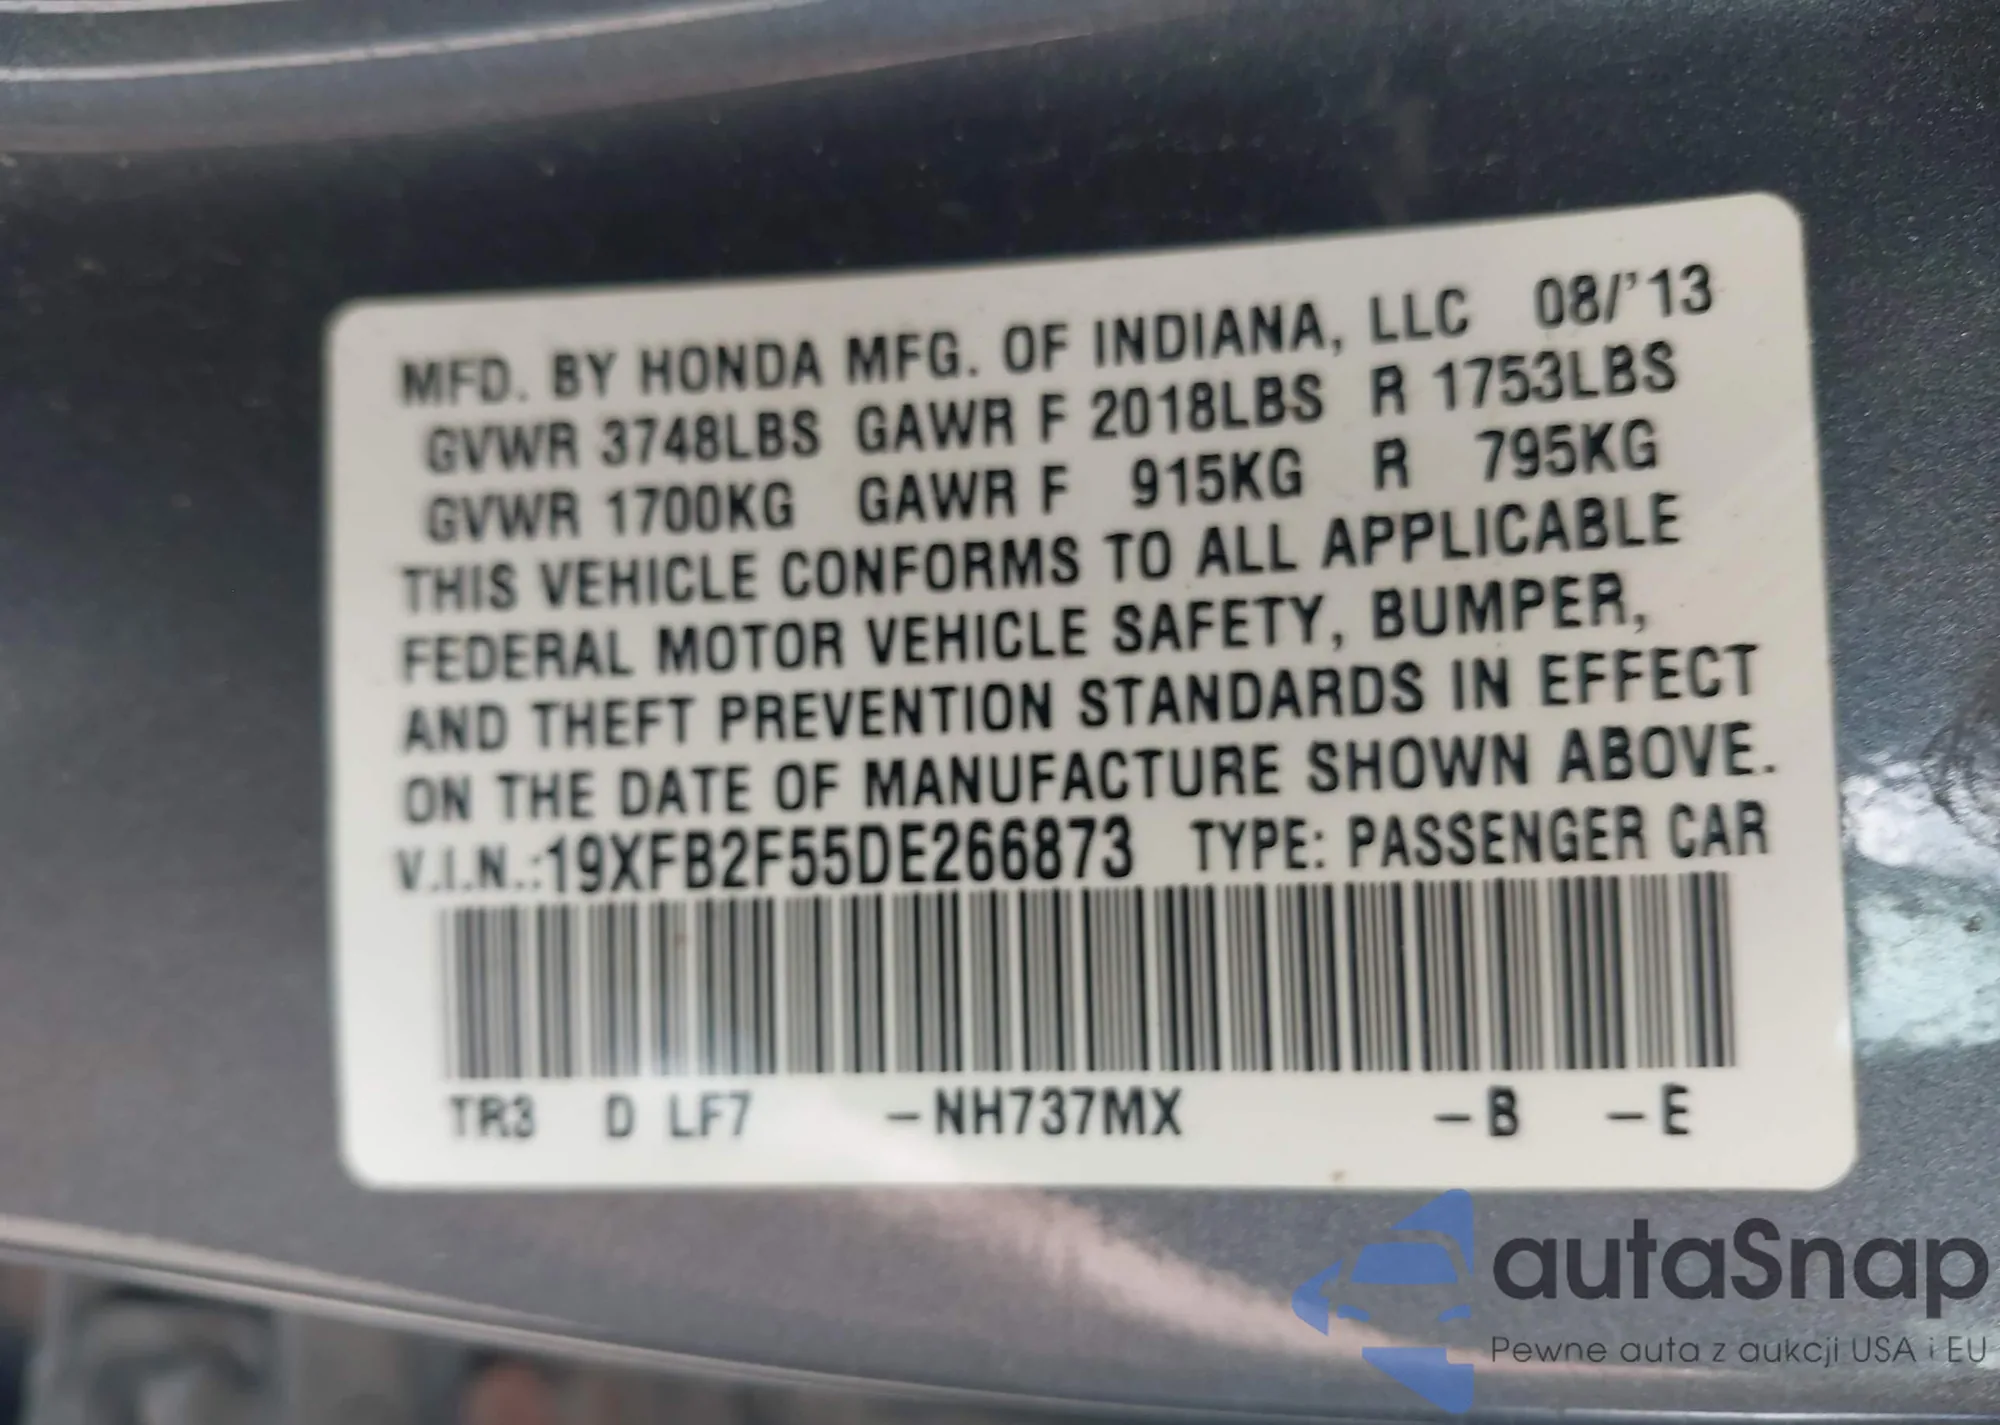 MFD. BY HONDA MFG. OF INDIANA, LLC 08/'13
GVWR 3748LBS GAWR F 2018LBS R 1753LBS
GVWR 1700KG GAWR F 915KG R 795KG
THIS VEHICLE CONFORMS TO ALL APPLICABLE
FEDERAL MOTOR VEHICLE SAFETY, BUMPER,
AND THEFT PREVENTION STANDARDS IN EFFECT
ON THE DATE OF MANUFACTURE SHOWN ABOVE.
V.I.N.:19XFB2F55DE266873 TYPE: PASSENGER CAR
TR3 D LF7 –NH737MX –B –E
autaSnap
Pewne auta z aukcji USA i EU